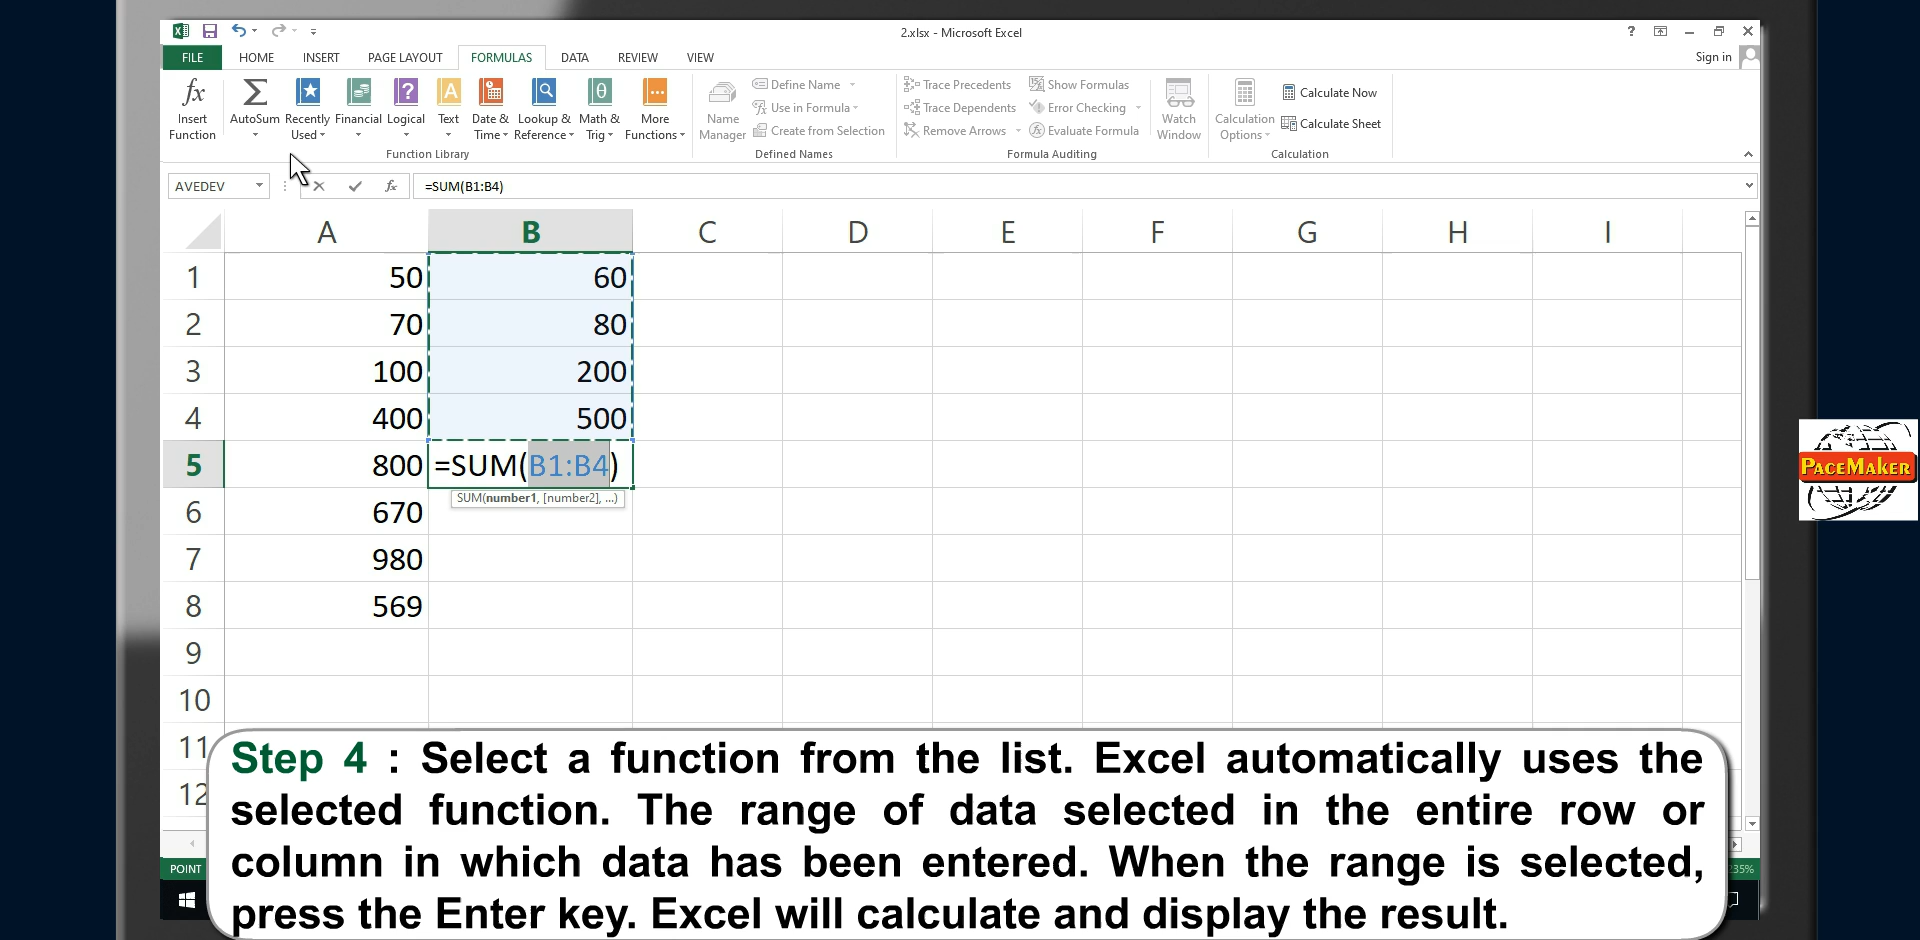 2.xlsx - Microsoft Excel
?
FILE HOME INSERT PAGE LAYOUT FORMULAS DATA REVIEW VIEW Sign in
fx Insert Function
Σ AutoSum
Recently Used
Financial
? Logical
A Text
Date & Time
Lookup & Reference
θ Math & Trig
More Functions
Function Library
Name Manager
Define Name
Use in Formula
Create from Selection
Defined Names
Trace Precedents
Trace Dependents
Remove Arrows
Show Formulas
Error Checking
Evaluate Formula
Formula Auditing
Watch Window
Calculation Options
Calculate Now
Calculate Sheet
Calculation
AVEDEV fx =SUM(B1:B4)
A B C D E F G H I
1 50 60
2 70 80
3 100 200
4 400 500
5 800 =SUM(B1:B4)
SUM(number1, [number2], ...)
6 670
7 980
8 569
9
10
11
12
PACEMAKER
Step 4 : Select a function from the list. Excel automatically uses the
selected function. The range of data selected in the entire row or
column in which data has been entered. When the range is selected,
press the Enter key. Excel will calculate and display the result.
POINT
235%